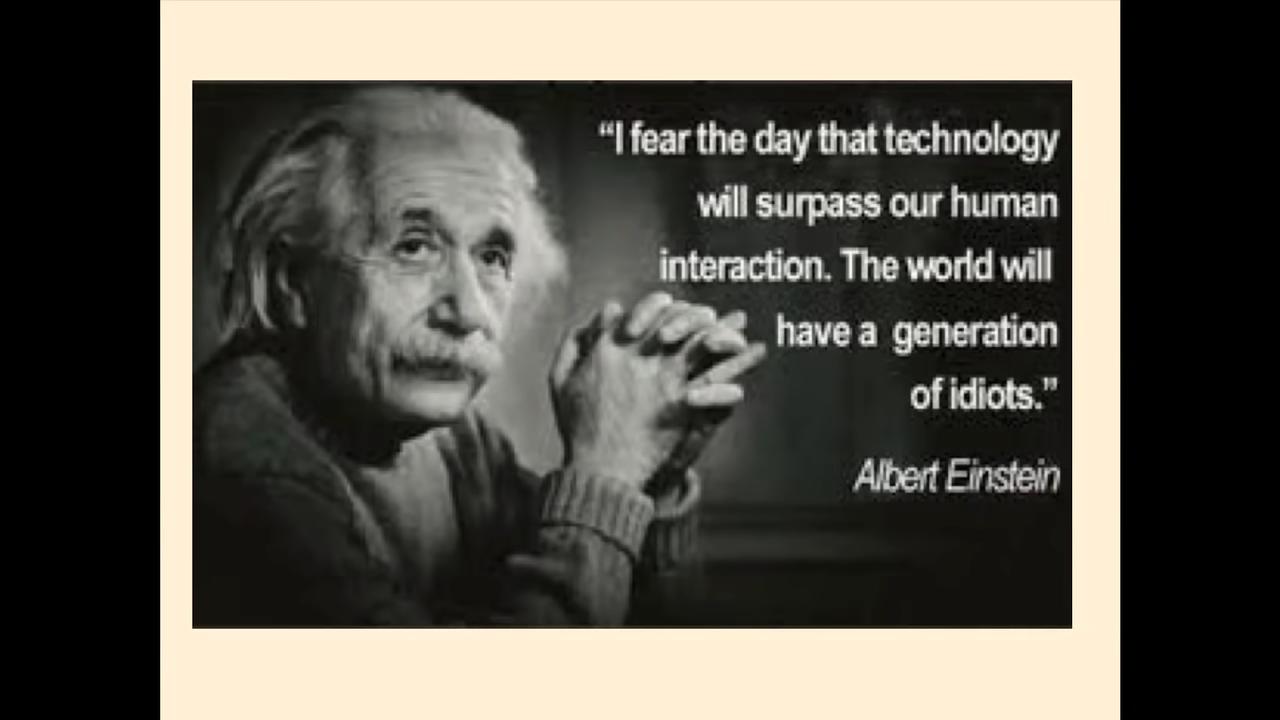 “I fear the day that technology
will surpass our human
interaction. The world will
have a generation
of idiots.”
Albert Einstein